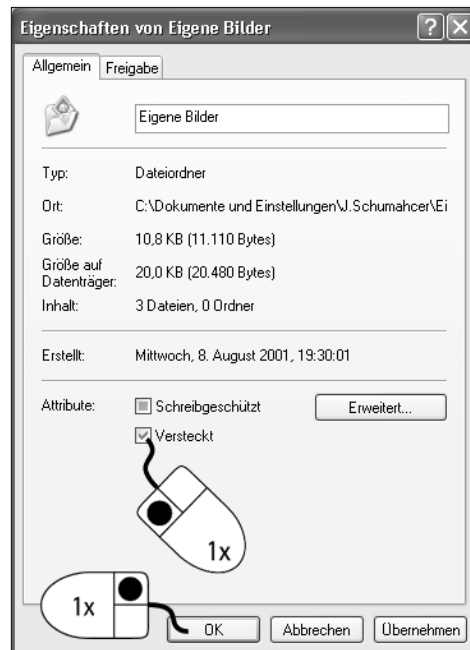 Eigenschaften von Eigene Bilder
Allgemein Freigabe
Eigene Bilder
Typ: Dateiordner
Ort: C:\Dokumente und Einstellungen\J.Schumahcer\Ei
Größe: 10,8 KB (11.110 Bytes)
Größe auf
Datenträger: 20,0 KB (20.480 Bytes)
Inhalt: 3 Dateien, 0 Ordner
Erstellt: Mittwoch, 8. August 2001, 19:30:01
Attribute: Schreibgeschützt Erweitert...
Versteckt
1x
1x
OK Abbrechen Übernehmen